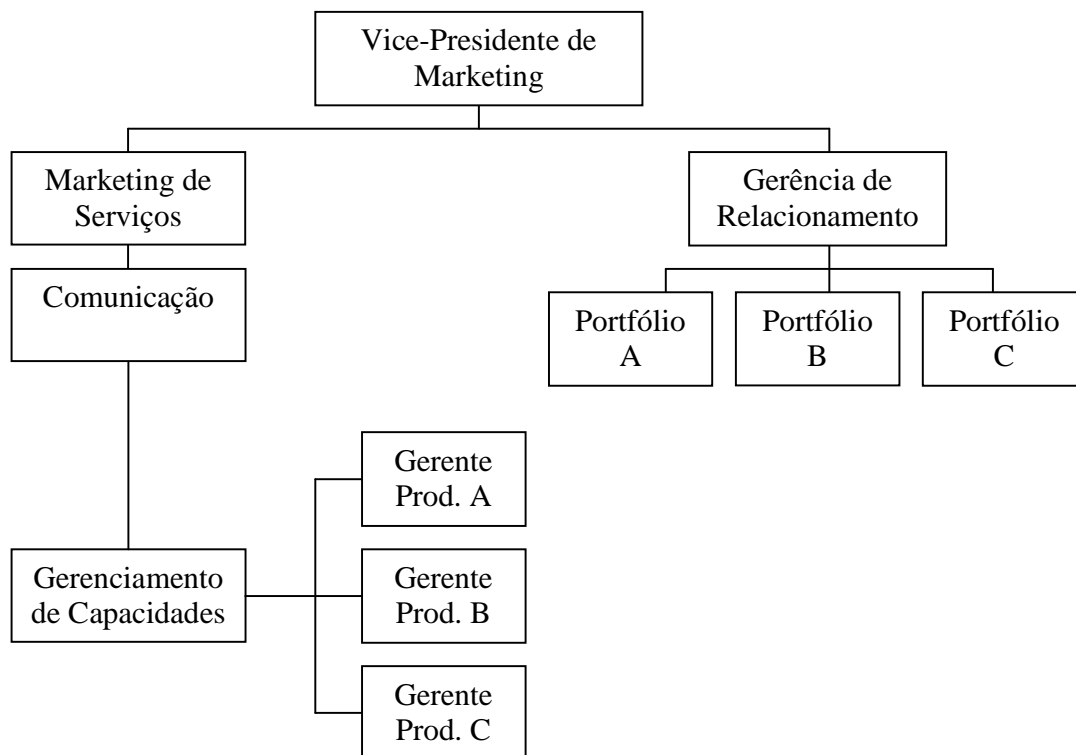 Vice-Presidente de
Marketing
Marketing de
Serviços
Gerência de
Relacionamento
Comunicação
Portfólio
A
Portfólio
B
Portfólio
C
Gerente
Prod. A
Gerenciamento
de Capacidades
Gerente
Prod. B
Gerente
Prod. C